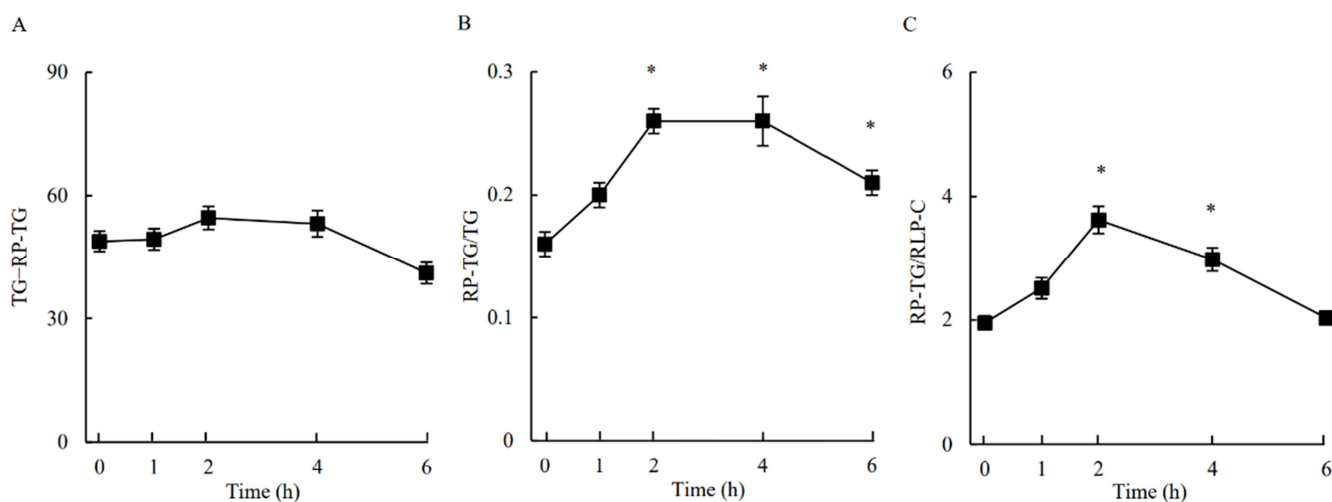 A
90
60
30
0
TG−RP-TG
0 1 2 4 6
Time (h)
B
* * *
0.3
0.2
0.1
0
RP-TG/TG
0 1 2 4 6
Time (h)
C
* *
6
4
2
0
RP-TG/RLP-C
0 1 2 4 6
Time (h)